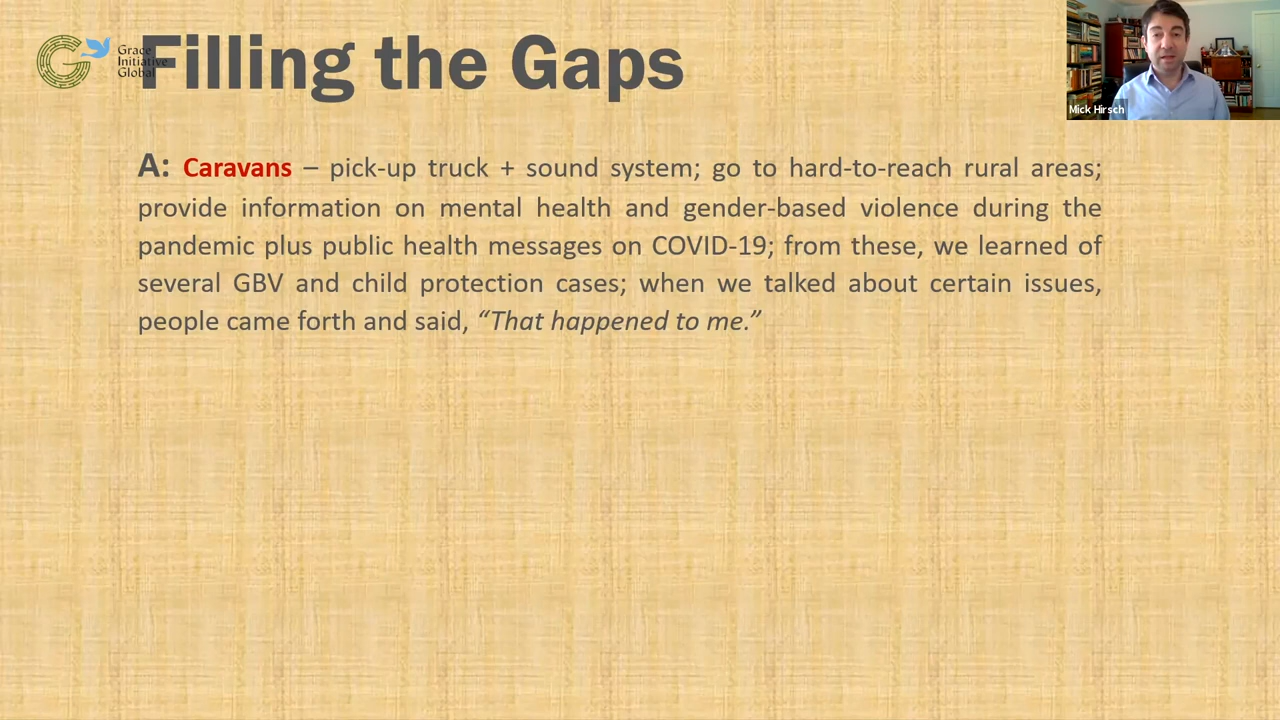 Grace
Initiative
Global
Filling the Gaps
Mick Hirsch
A: Caravans – pick-up truck + sound system; go to hard-to-reach rural areas;
provide information on mental health and gender-based violence during the
pandemic plus public health messages on COVID-19; from these, we learned of
several GBV and child protection cases; when we talked about certain issues,
people came forth and said, “That happened to me.”